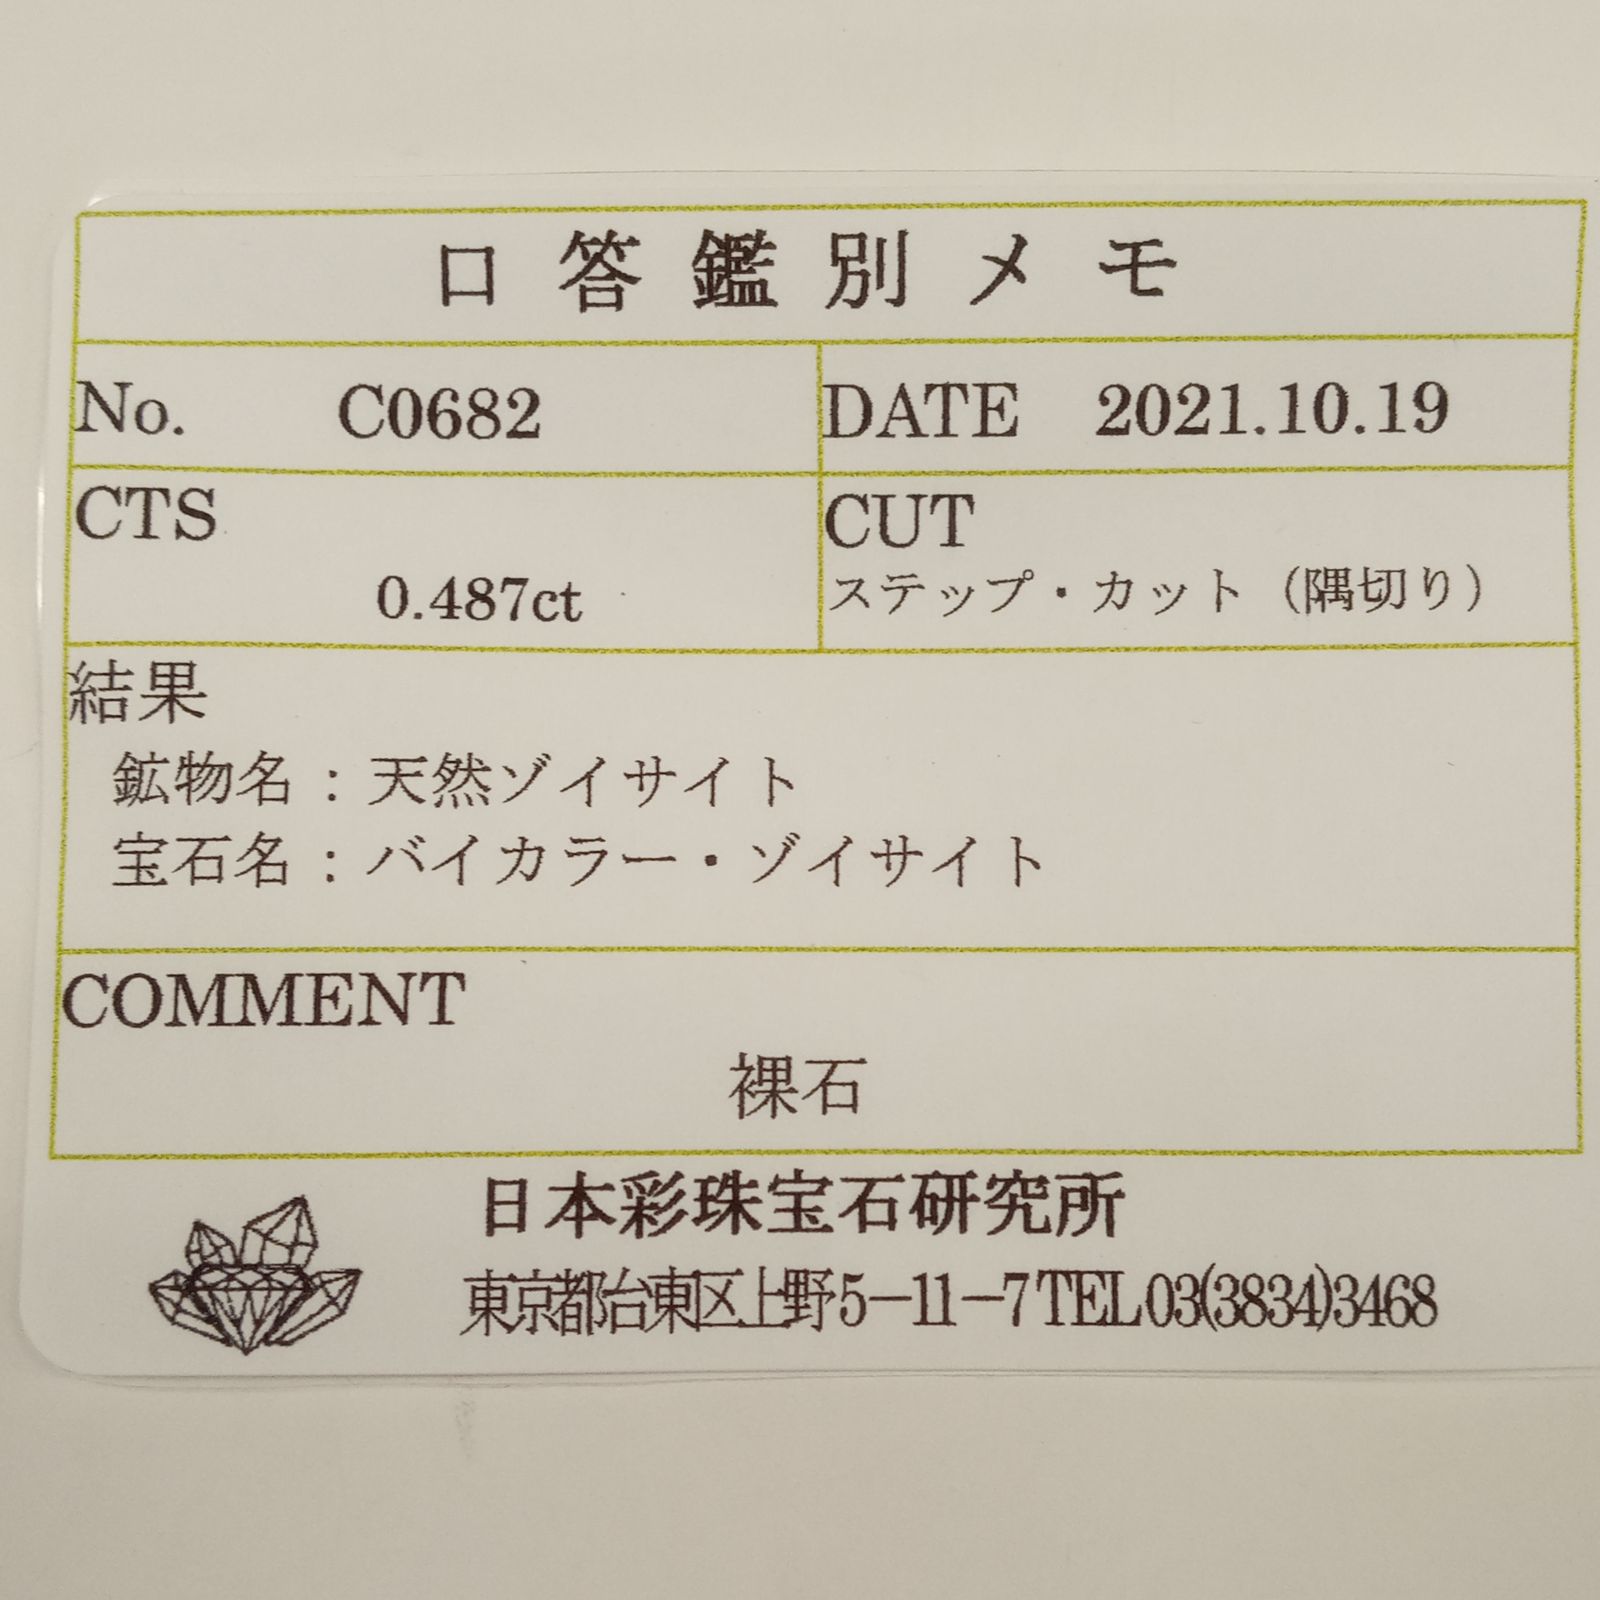 口答鑑別メモ
No. C0682 DATE 2021.10.19
CTS CUT
0.487ct ステップ・カット（隅切り）
結果
鉱物名：天然ゾイサイト
宝石名：バイカラー・ゾイサイト
COMMENT
裸石
日本彩珠宝石研究所
東京都台東区上野5－11－7 TEL 03(3834)3468